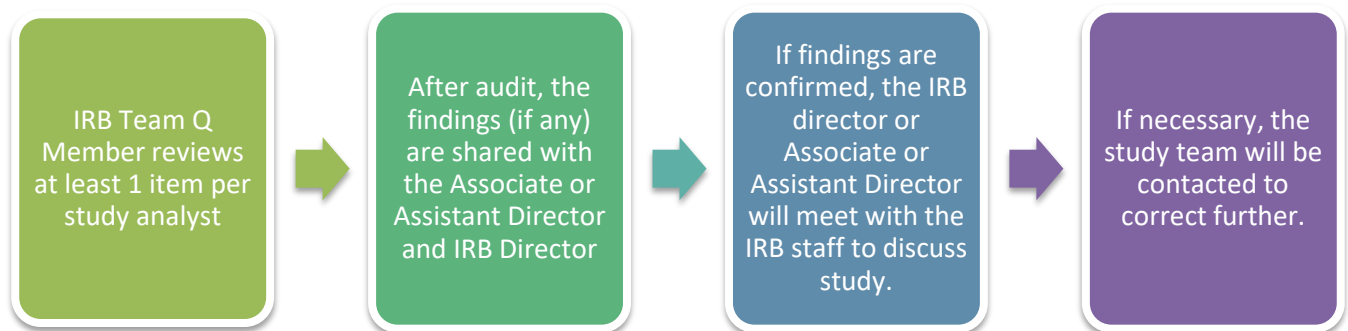 IRB Team Q
Member reviews
at least 1 item per
study analyst
After audit, the
findings (if any)
are shared with
the Associate or
Assistant Director
and IRB Director
If findings are
confirmed, the IRB
director or
Associate or
Assistant Director
will meet with the
IRB staff to discuss
study.
If necessary, the
study team will be
contacted to
correct further.